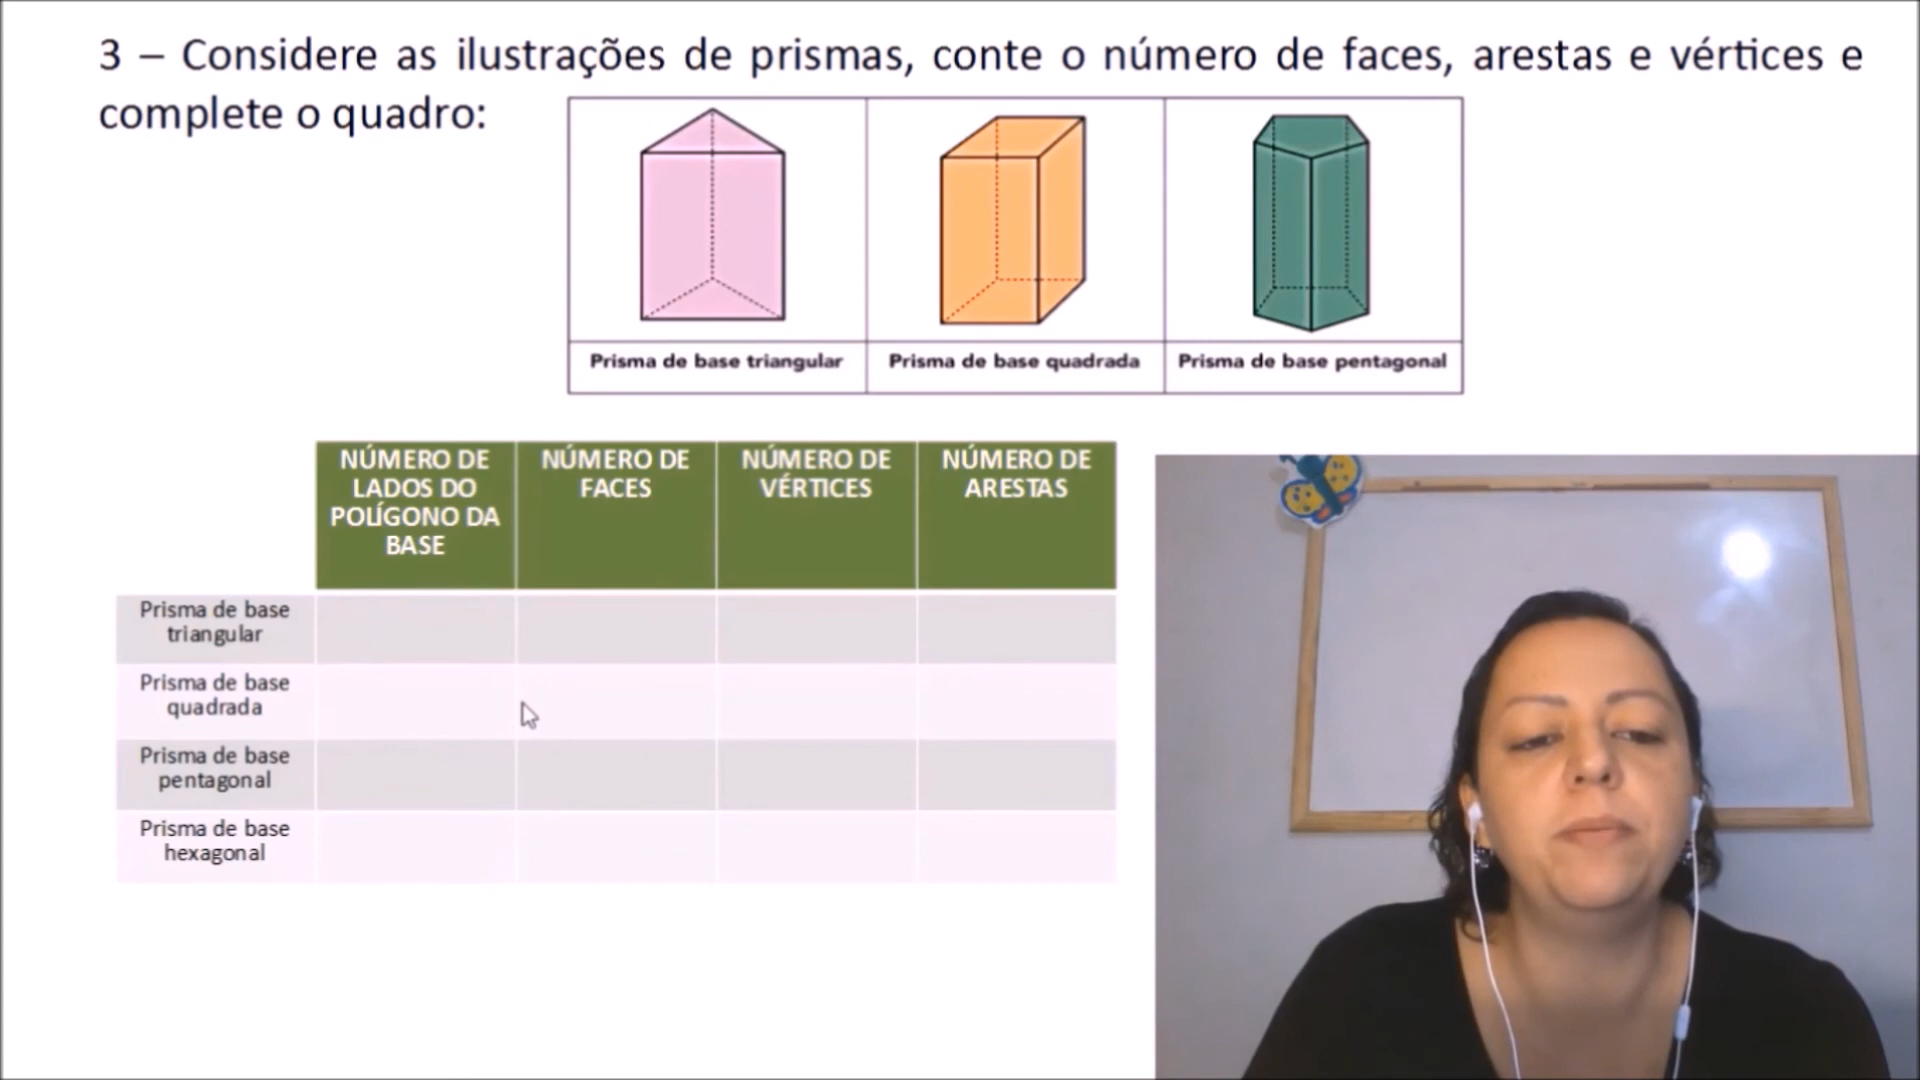 3 – Considere as ilustrações de prismas, conte o número de faces, arestas e vértices e
complete o quadro:
Prisma de base triangular
Prisma de base quadrada
Prisma de base pentagonal
NÚMERO DE
LADOS DO
POLÍGONO DA
BASE
NÚMERO DE
FACES
NÚMERO DE
VÉRTICES
NÚMERO DE
ARESTAS
Prisma de base
triangular
Prisma de base
quadrada
Prisma de base
pentagonal
Prisma de base
hexagonal